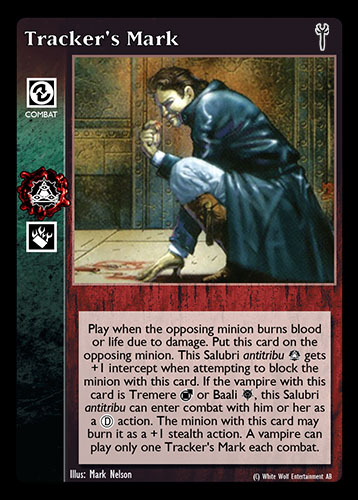 Tracker's Mark
COMBAT
Play when the opposing minion burns blood
or life due to damage. Put this card on the
opposing minion. This Salubri antitribu gets
+1 intercept when attempting to block the
minion with this card. If the vampire with this
card is Tremere or Baali , this Salubri
antitribu can enter combat with him or her as
a D action. The minion with this card may
burn it as a +1 stealth action. A vampire can
play only one Tracker's Mark each combat.
Illus: Mark Nelson
(C) White Wolf Entertainment AB